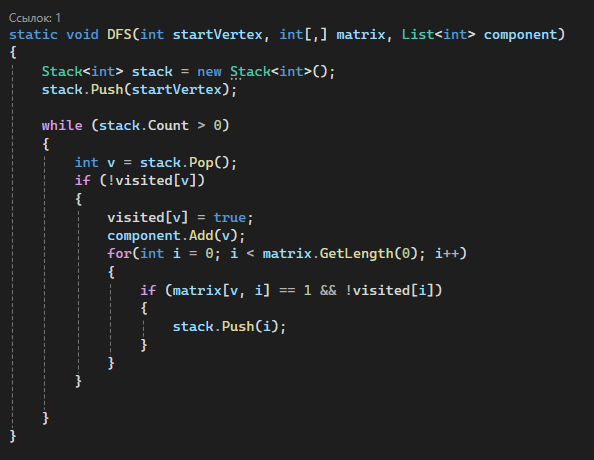 Ссылок: 1
static void DFS(int startVertex, int[,] matrix, List<int> component)
{
    Stack<int> stack = new Stack<int>();
    stack.Push(startVertex);

    while (stack.Count > 0)
    {
        int v = stack.Pop();
        if (!visited[v])
        {
            visited[v] = true;
            component.Add(v);
            for(int i = 0; i < matrix.GetLength(0); i++)
            {
                if (matrix[v, i] == 1 && !visited[i])
                {
                    stack.Push(i);
                }
            }
        }

    }
}